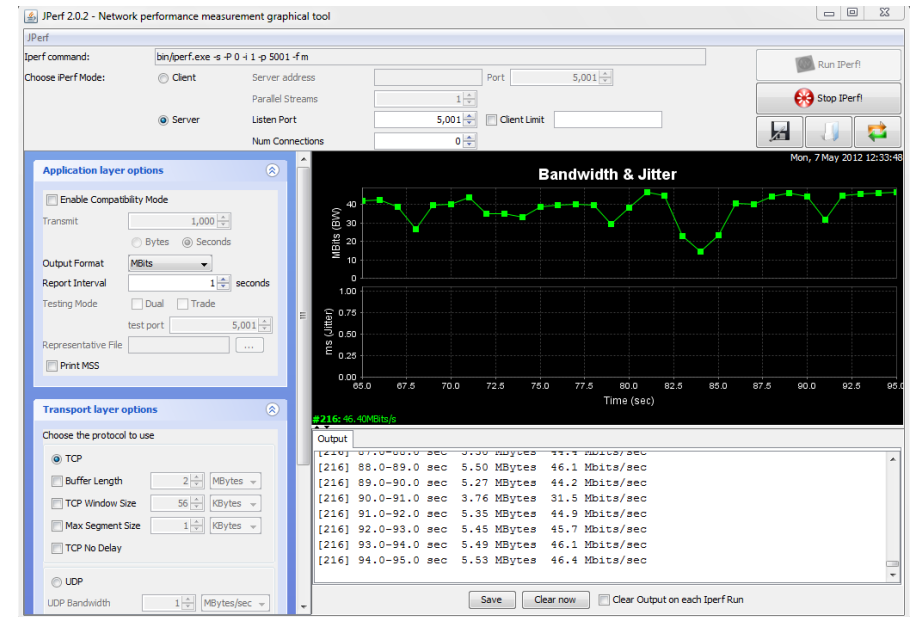 JPerf 2.0.2 - Network performance measurement graphical tool
JPerf
Iperf command: bin/iperf.exe -s -P 0 -i 1 -p 5001 -f m
Choose iPerf Mode: Client Server address Port 5,001
Parallel Streams 1
Server Listen Port 5,001 Client Limit
Num Connections 0
Run IPerf!
Stop IPerf!
Application layer options
Enable Compatibility Mode
Transmit 1,000
Bytes Seconds
Output Format MBits
Report Interval 1 seconds
Testing Mode Dual Trade
test port 5,001
Representative File ...
Print MSS
Transport layer options
Choose the protocol to use
TCP
Buffer Length 2 MBytes
TCP Window Size 56 KBytes
Max Segment Size 1 KBytes
TCP No Delay
UDP
UDP Bandwidth 1 MBytes/sec
Mon, 7 May 2012 12:33:48
Bandwidth & Jitter
MBits (BW)
40
30
20
10
0
ms (Jitter)
1.00
0.75
0.50
0.25
0.00
65.0 67.5 70.0 72.5 75.0 77.5 80.0 82.5 85.0 87.5 90.0 92.5 95.0
Time (sec)
#216: 46.40MBits/s
Output
[216] 87.0-88.0 sec 5.30 MBytes 44.4 Mbits/sec
[216] 88.0-89.0 sec 5.50 MBytes 46.1 Mbits/sec
[216] 89.0-90.0 sec 5.27 MBytes 44.2 Mbits/sec
[216] 90.0-91.0 sec 3.76 MBytes 31.5 Mbits/sec
[216] 91.0-92.0 sec 5.35 MBytes 44.9 Mbits/sec
[216] 92.0-93.0 sec 5.45 MBytes 45.7 Mbits/sec
[216] 93.0-94.0 sec 5.49 MBytes 46.1 Mbits/sec
[216] 94.0-95.0 sec 5.53 MBytes 46.4 Mbits/sec
Save Clear now Clear Output on each Iperf Run